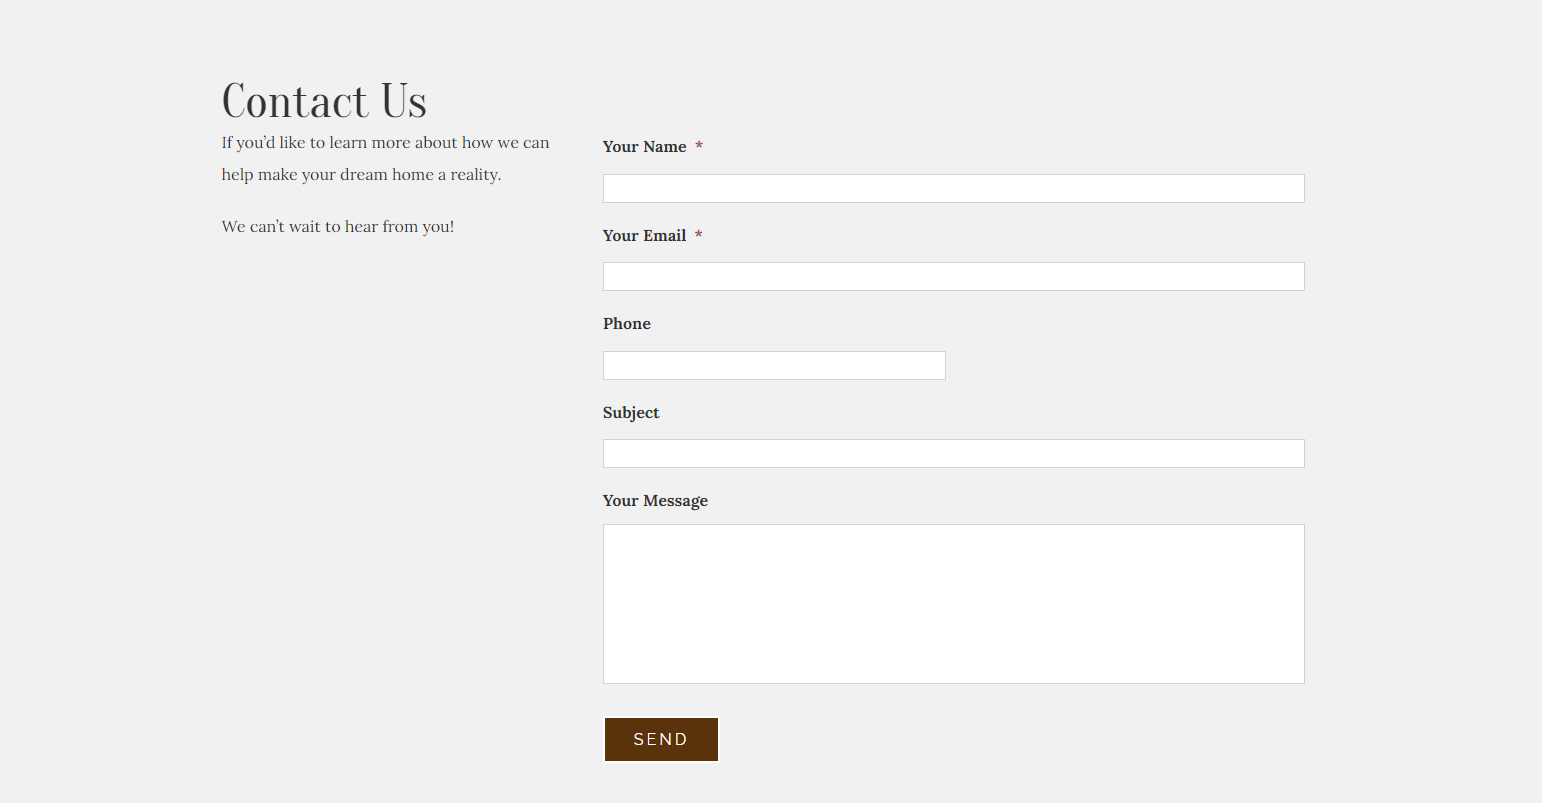 Contact Us
If you’d like to learn more about how we can
help make your dream home a reality.
We can’t wait to hear from you!
Your Name *
Your Email *
Phone
Subject
Your Message
SEND